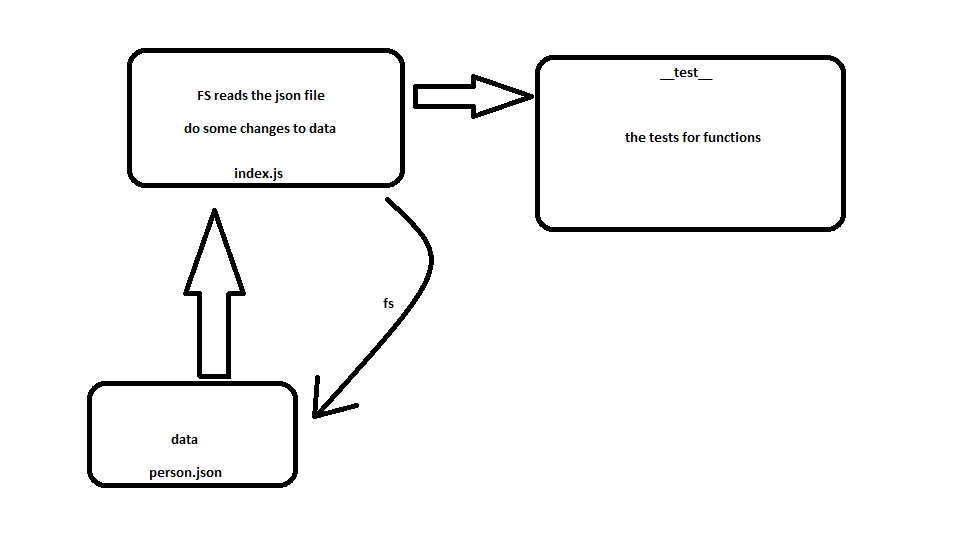 FS reads the json file
do some changes to data
index.js
__test__
the tests for functions
fs
data
person.json